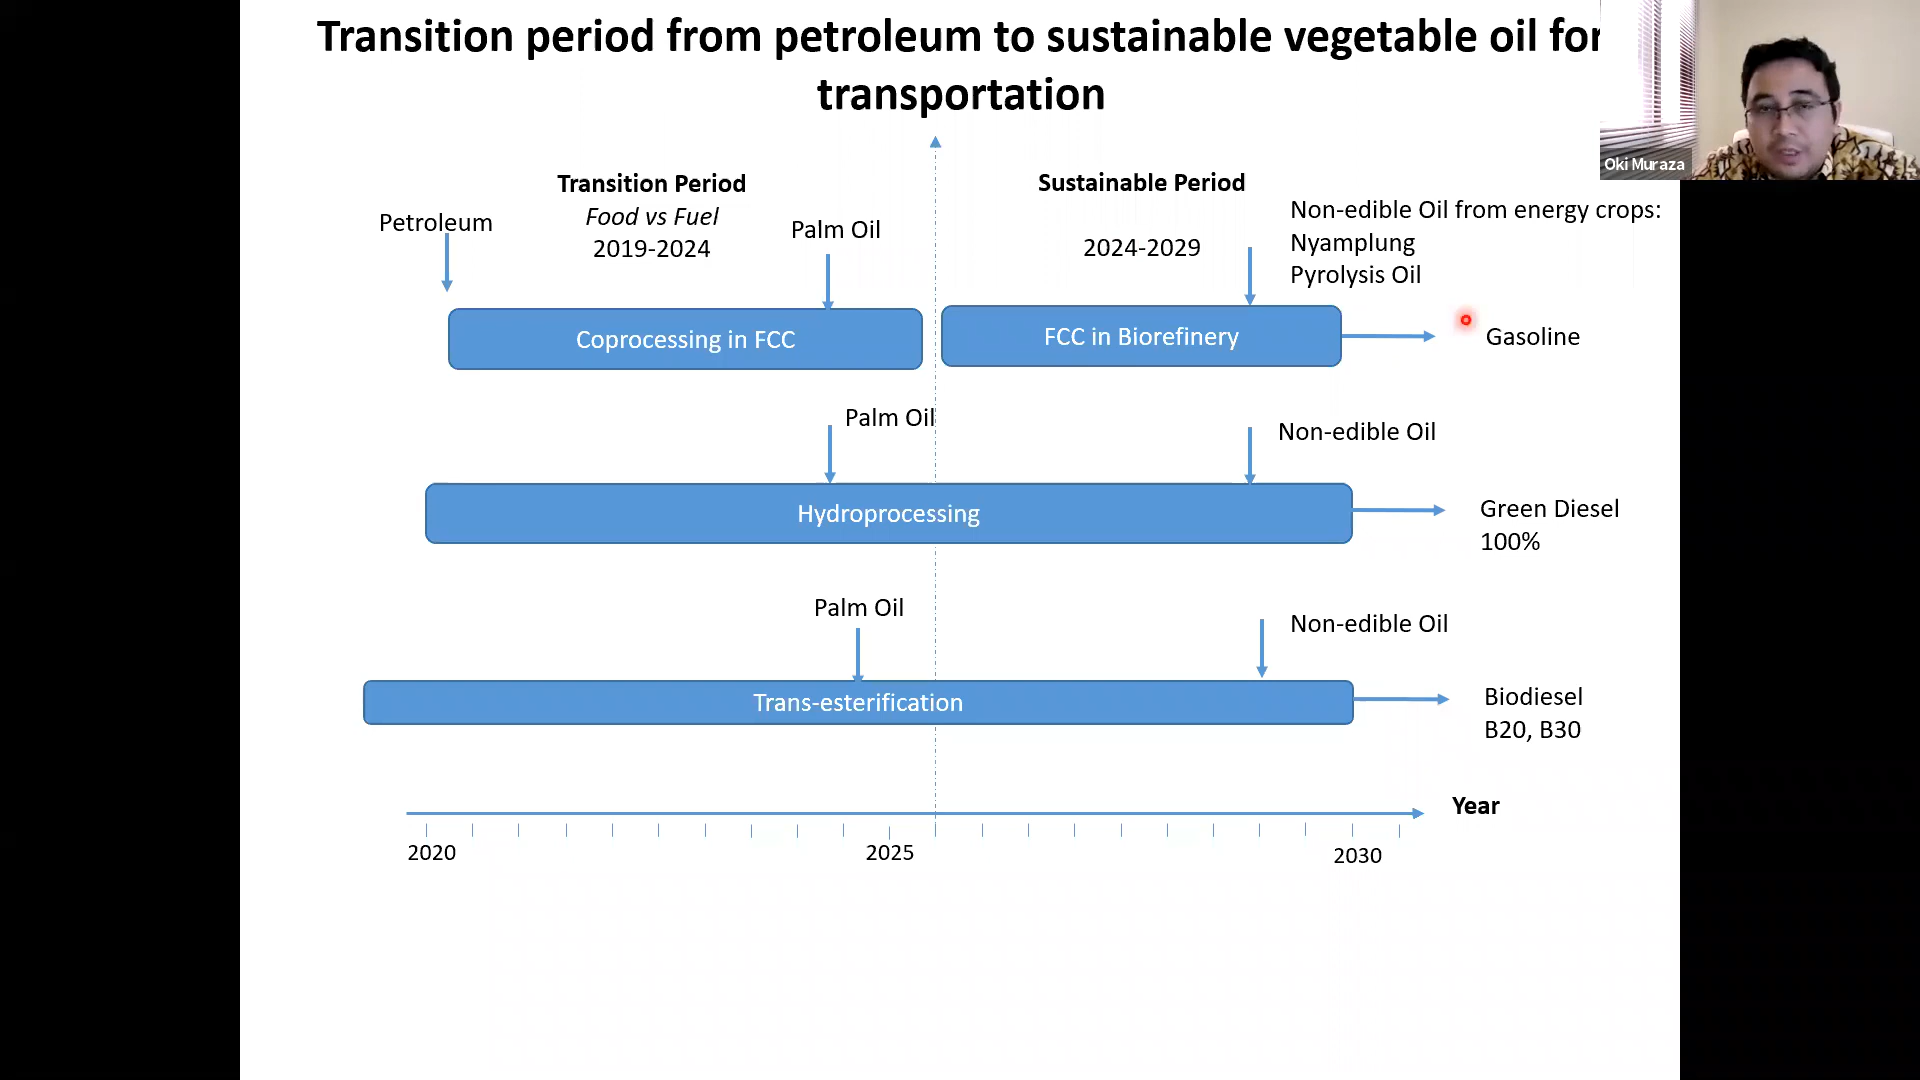 Transition period from petroleum to sustainable vegetable oil for
transportation
Oki Muraza
Transition Period
Food vs Fuel
2019-2024
Sustainable Period
2024-2029
Petroleum
Palm Oil
Non-edible Oil from energy crops:
Nyamplung
Pyrolysis Oil
Coprocessing in FCC
FCC in Biorefinery
Gasoline
Palm Oil
Non-edible Oil
Hydroprocessing
Green Diesel
100%
Palm Oil
Non-edible Oil
Trans-esterification
Biodiesel
B20, B30
Year
2020
2025
2030